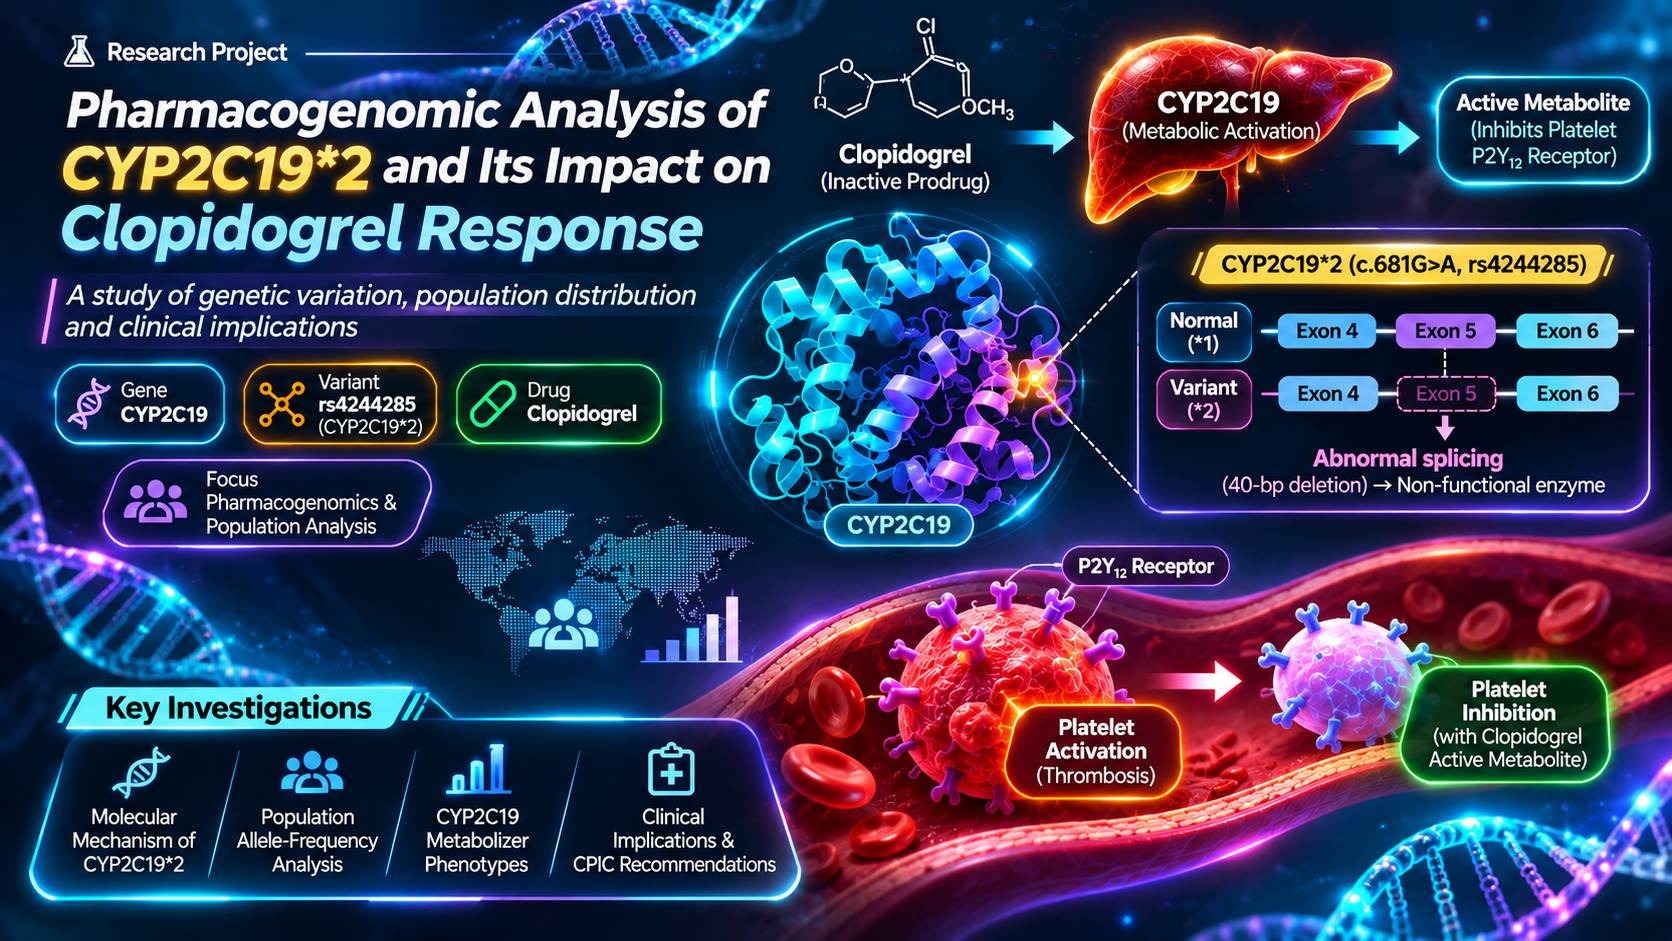 Research Project
Pharmacogenomic Analysis of
CYP2C19*2 and Its Impact on
Clopidogrel Response
A study of genetic variation, population distribution
and clinical implications
Gene
CYP2C19
Variant
rs4244285
(CYP2C19*2)
Drug
Clopidogrel
Focus
Pharmacogenomics &
Population Analysis
Cl
O
OCH3
Clopidogrel
(Inactive Prodrug)
CYP2C19
(Metabolic Activation)
Active Metabolite
(Inhibits Platelet
P2Y12 Receptor)
CYP2C19*2 (c.681G>A, rs4244285)
Normal
(*1)
Exon 4
Exon 5
Exon 6
Variant
(*2)
Exon 4
Exon 5
Exon 6
Abnormal splicing
(40-bp deletion) → Non-functional enzyme
CYP2C19
P2Y12 Receptor
Platelet
Activation
(Thrombosis)
Platelet
Inhibition
(with Clopidogrel
Active Metabolite)
Key Investigations
Molecular
Mechanism of
CYP2C19*2
Population
Allele-Frequency
Analysis
CYP2C19
Metabolizer
Phenotypes
Clinical
Implications &
CPIC Recommendations